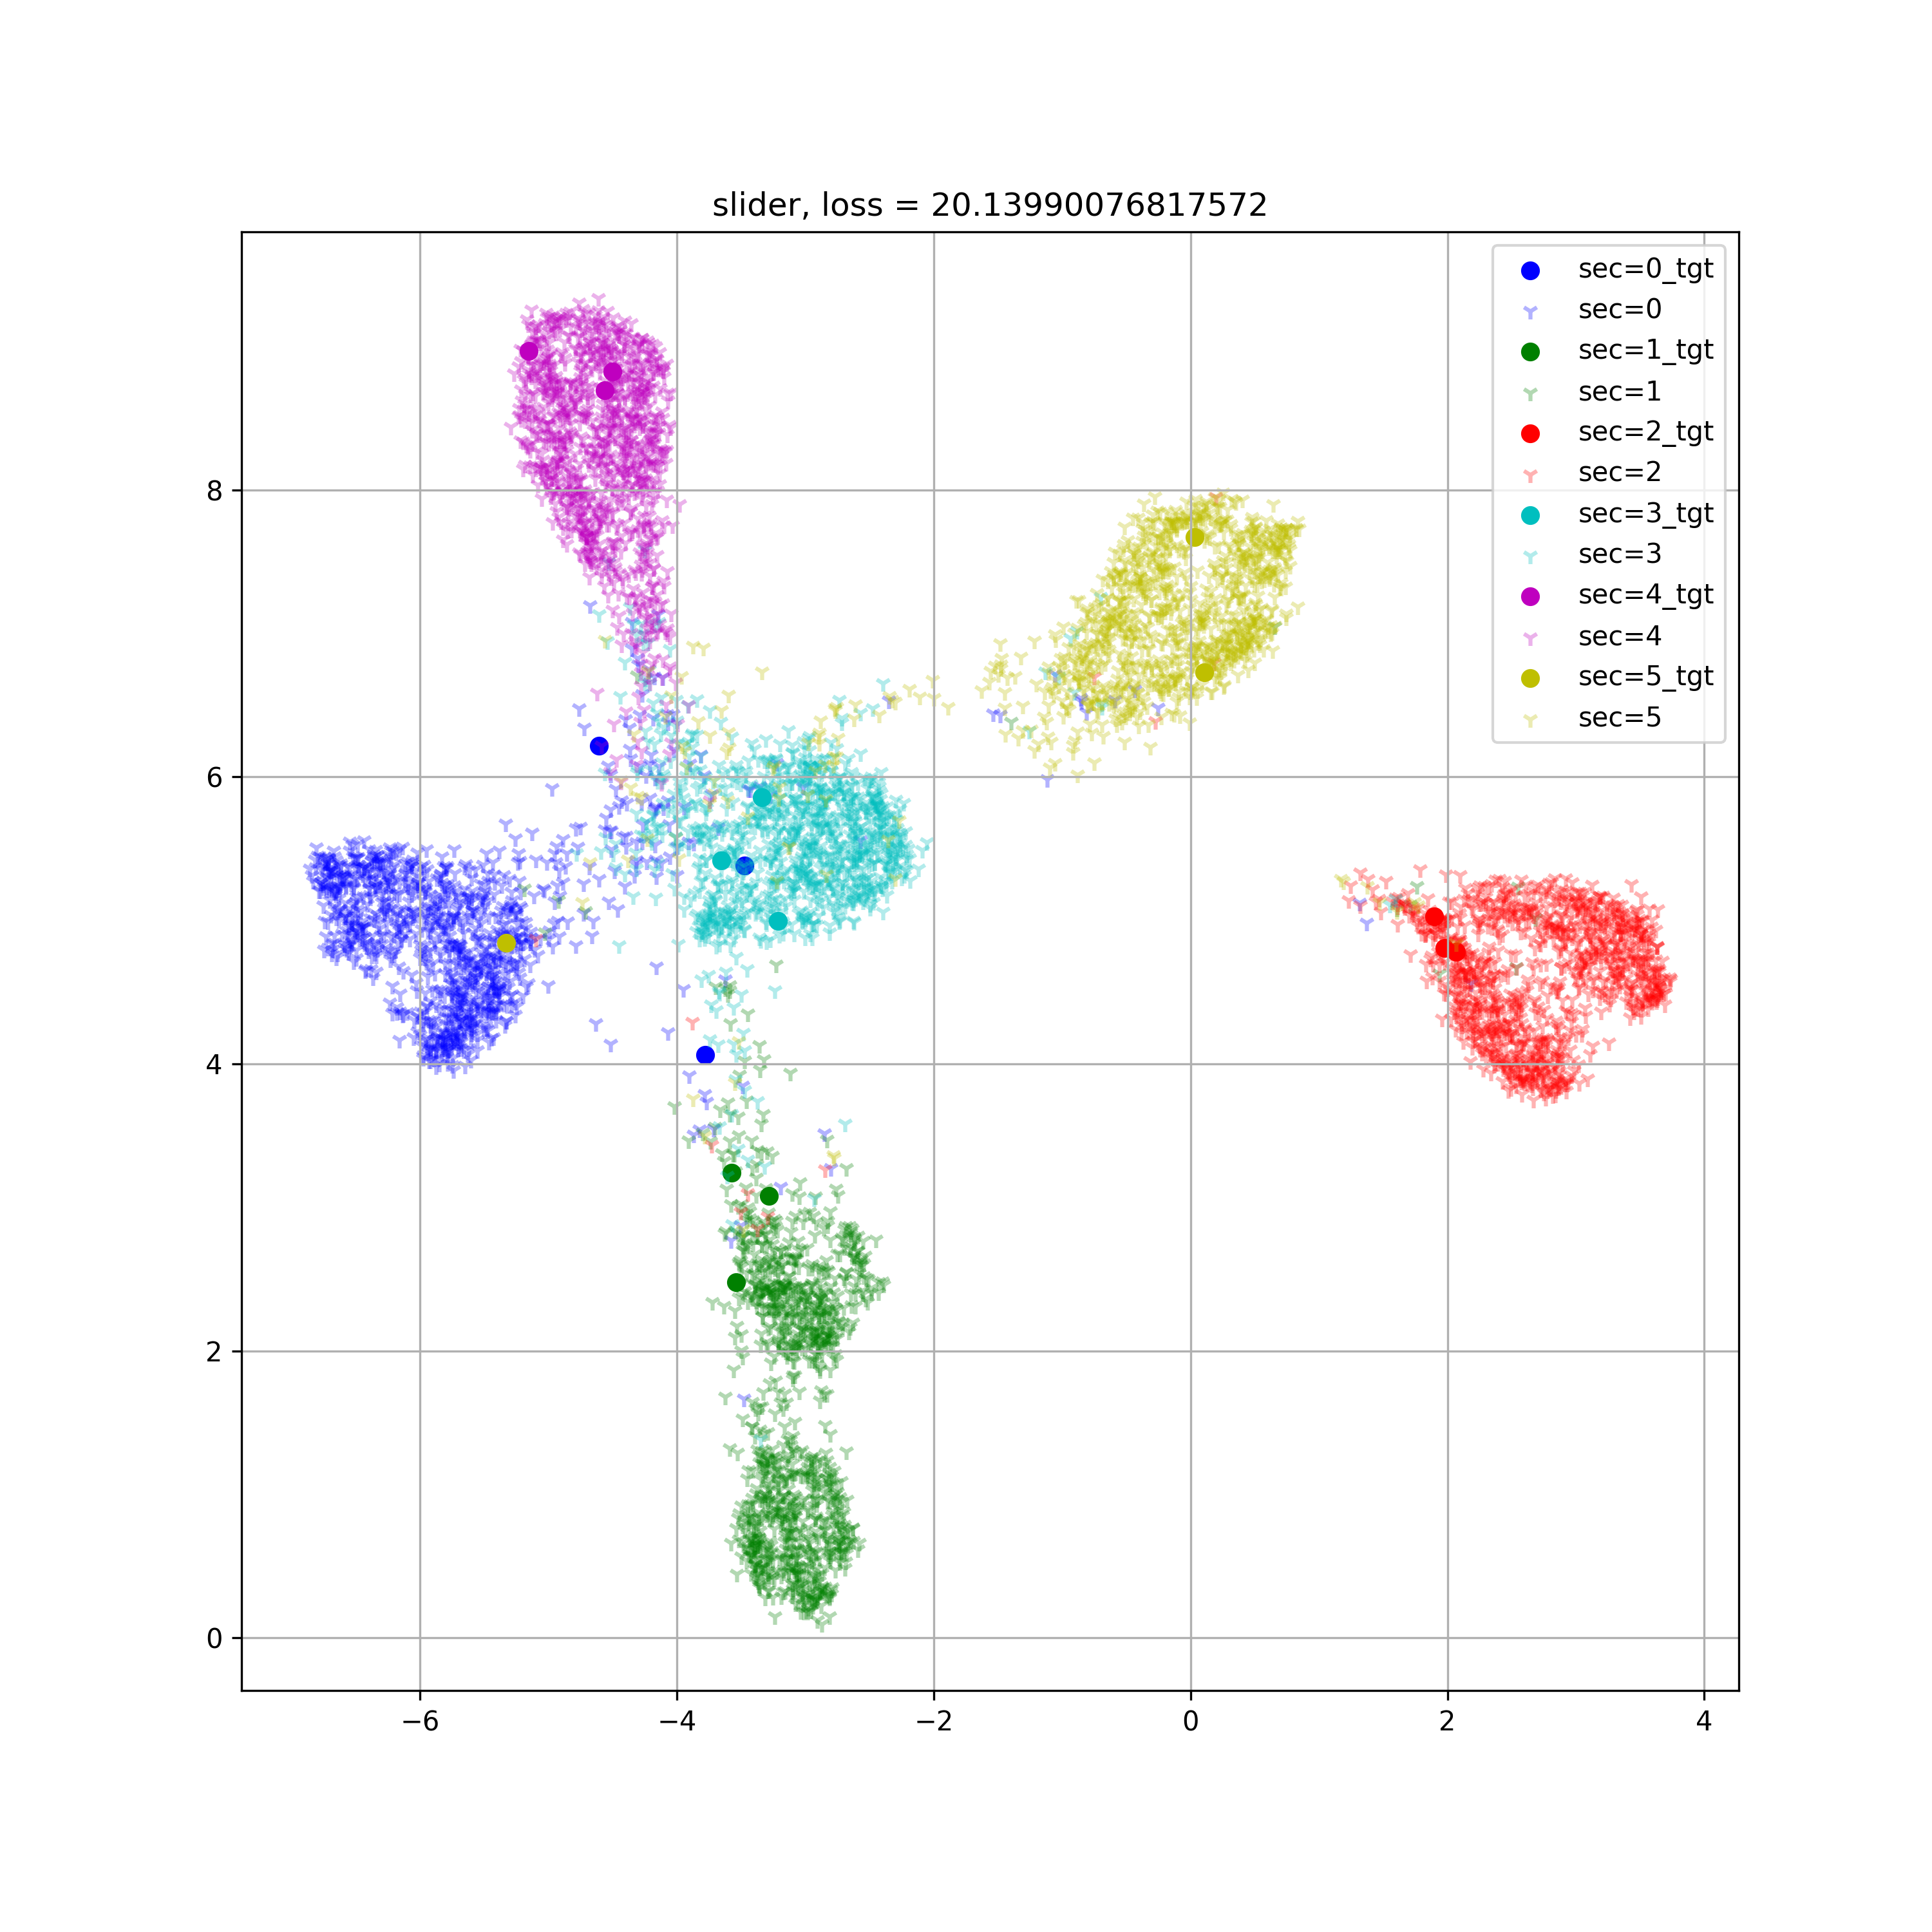 slider, loss = 20.13990076817572
sec=0_tgt
sec=0
sec=1_tgt
sec=1
sec=2_tgt
sec=2
sec=3_tgt
sec=3
sec=4_tgt
sec=4
sec=5_tgt
sec=5
8
6
4
2
0
−6 −4 −2 0 2 4